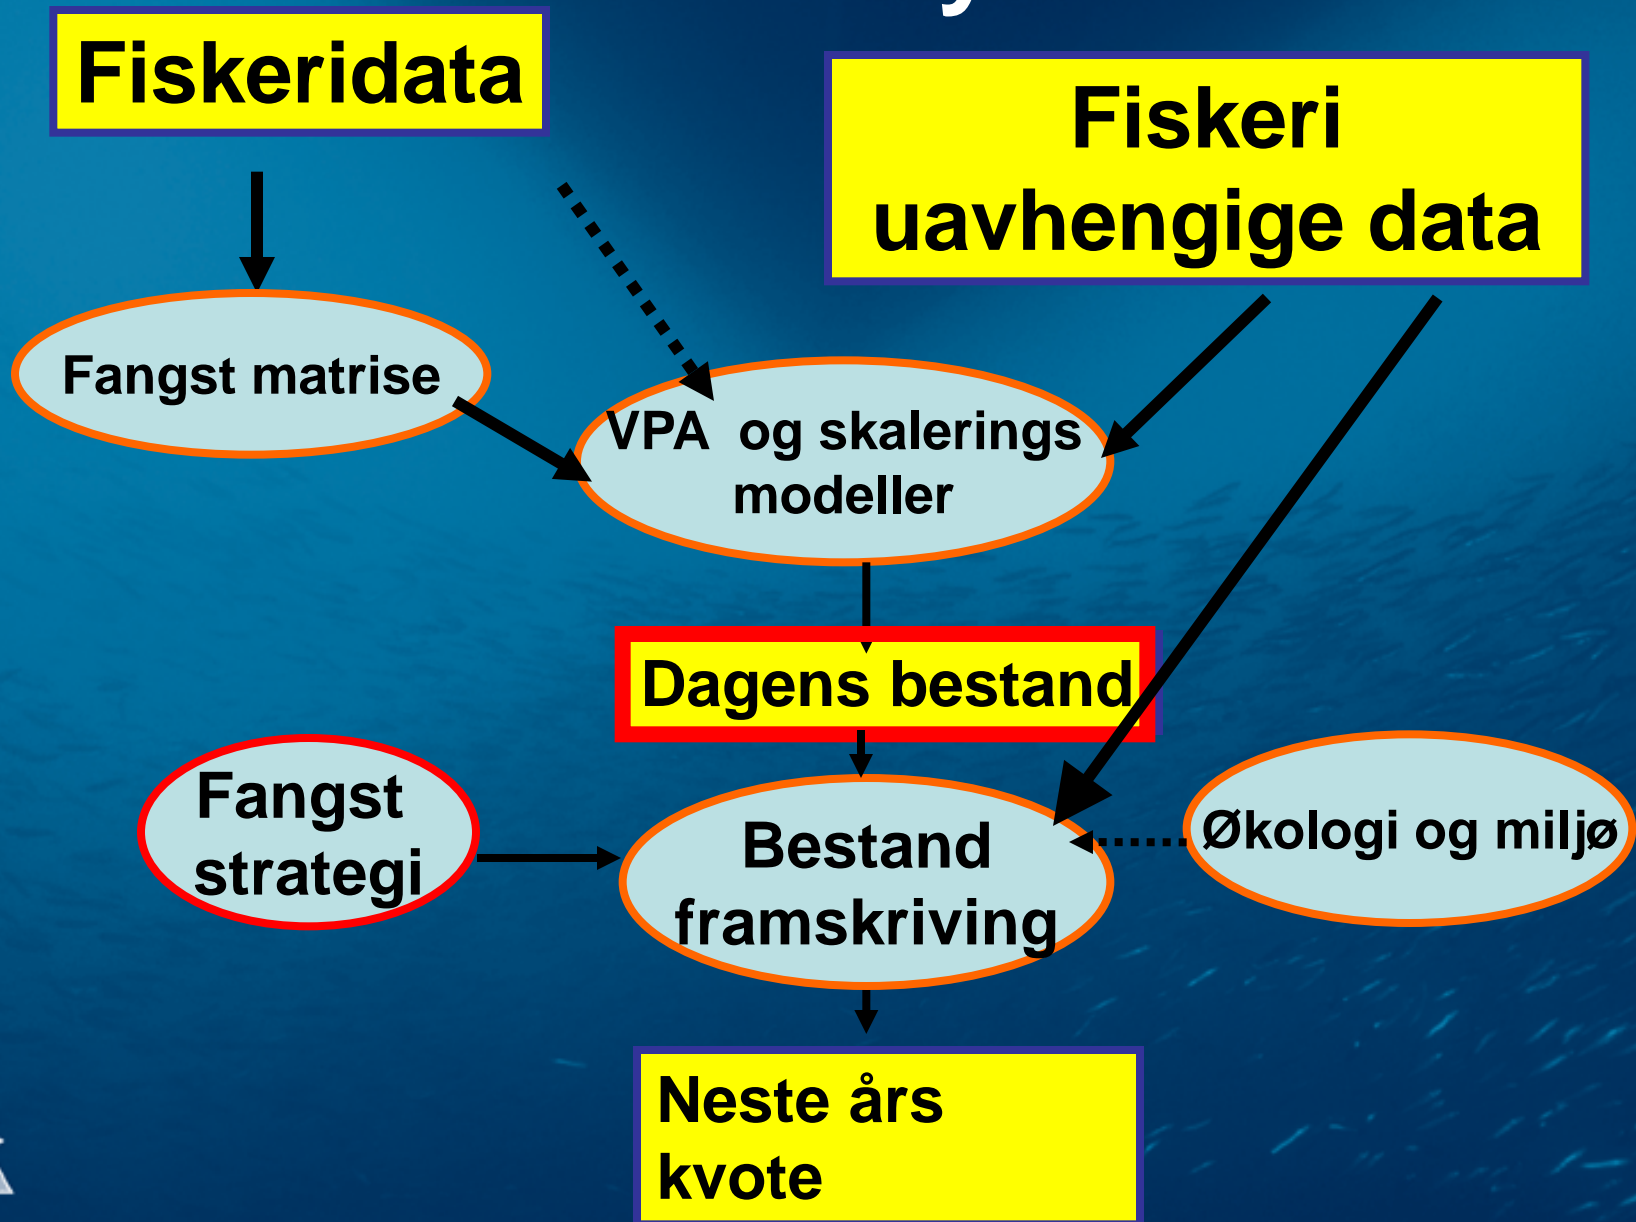 Fiskeridata
Fiskeri
uavhengige data
Fangst matrise
VPA og skalerings
modeller
Dagens bestand
Fangst
strategi
Bestand
framskriving
Økologi og miljø
Neste års
kvote